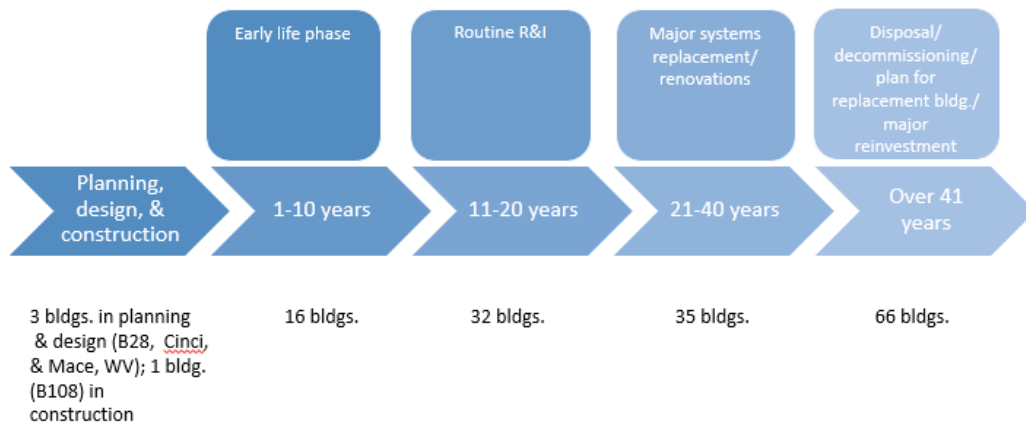 Early life phase
Routine R&I
Major systems
replacement/
renovations
Disposal/
decommissioning/
plan for
replacement bldg./
major
reinvestment
Planning,
design, &
construction
1-10 years
11-20 years
21-40 years
Over 41
years
3 bldgs. in planning
& design (B28, Cinci,
& Mace, WV); 1 bldg.
(B108) in
construction
16 bldgs.
32 bldgs.
35 bldgs.
66 bldgs.